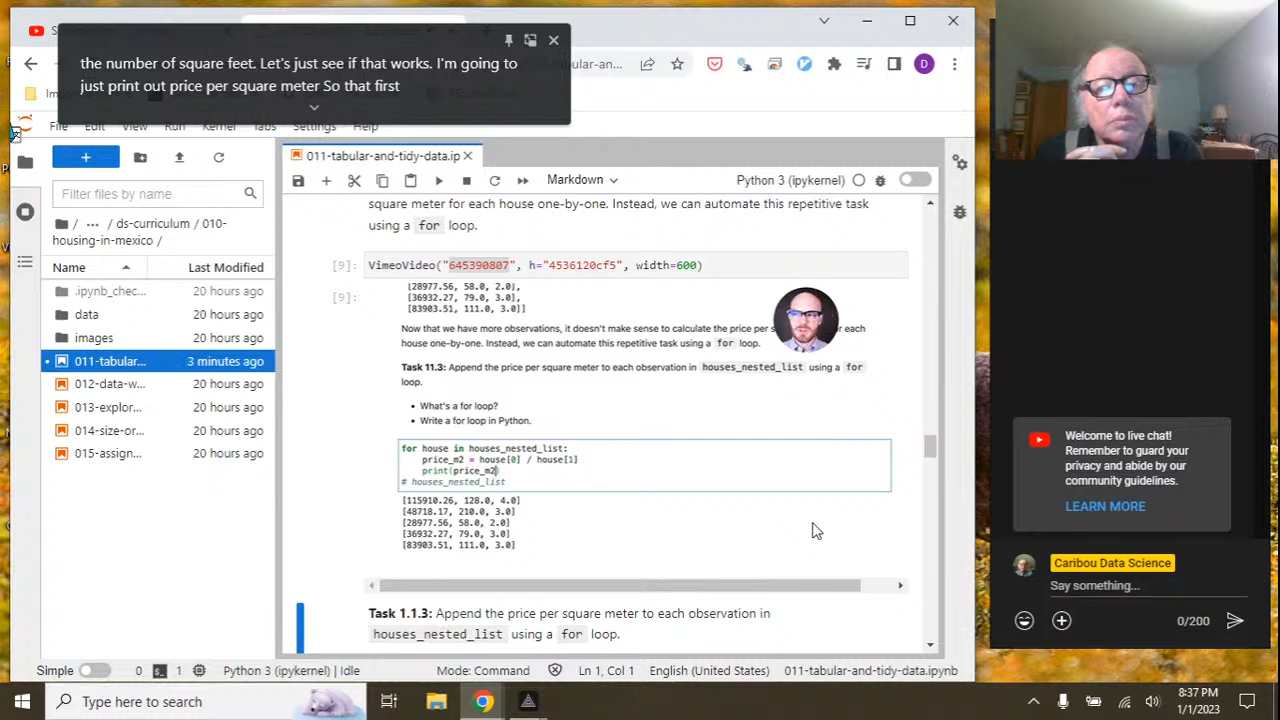 the number of square feet. Let's just see if that works. I'm going to
just print out price per square meter So that first
tabular-an...
D
File Edit View Run Kernel Tabs Settings Help
011-tabular-and-tidy-data.ip
Filter files by name
/ ... / ds-curriculum / 010-
housing-in-mexico /
Name Last Modified
.ipynb_chec... 20 hours ago
data 20 hours ago
images 20 hours ago
011-tabular... 3 minutes ago
012-data-w... 20 hours ago
013-explor... 20 hours ago
014-size-or... 20 hours ago
015-assign... 20 hours ago
Markdown Python 3 (ipykernel)
square meter for each house one-by-one. Instead, we can automate this repetitive task
using a for loop.
[9]: VimeoVideo("645390807", h="4536120cf5", width=600)
[9]:
[28977.56, 58.0, 2.0],
[36932.27, 79.0, 3.0],
[83903.51, 111.0, 3.0]]
Now that we have more observations, it doesn't make sense to calculate the price per s r each
house one-by-one. Instead, we can automate this repetitive task using a for loop.
Task 11.3: Append the price per square meter to each observation in houses_nested_list using a for
loop.
• What's a for loop?
• Write a for loop in Python.
for house in houses_nested_list:
price_m2 = house[0] / house[1]
print(price_m2)
# houses_nested_list
[115910.26, 128.0, 4.0]
[48718.17, 210.0, 3.0]
[28977.56, 58.0, 2.0]
[36932.27, 79.0, 3.0]
[83903.51, 111.0, 3.0]
Task 1.1.3: Append the price per square meter to each observation in
houses_nested_list using a for loop.
Simple 0 1 Python 3 (ipykernel) | Idle Mode: Command Ln 1, Col 1 English (United States) 011-tabular-and-tidy-data.ipynb
Welcome to live chat!
Remember to guard your
privacy and abide by our
community guidelines.
LEARN MORE
Caribou Data Science
Say something...
0/200
Type here to search
8:37 PM
1/1/2023